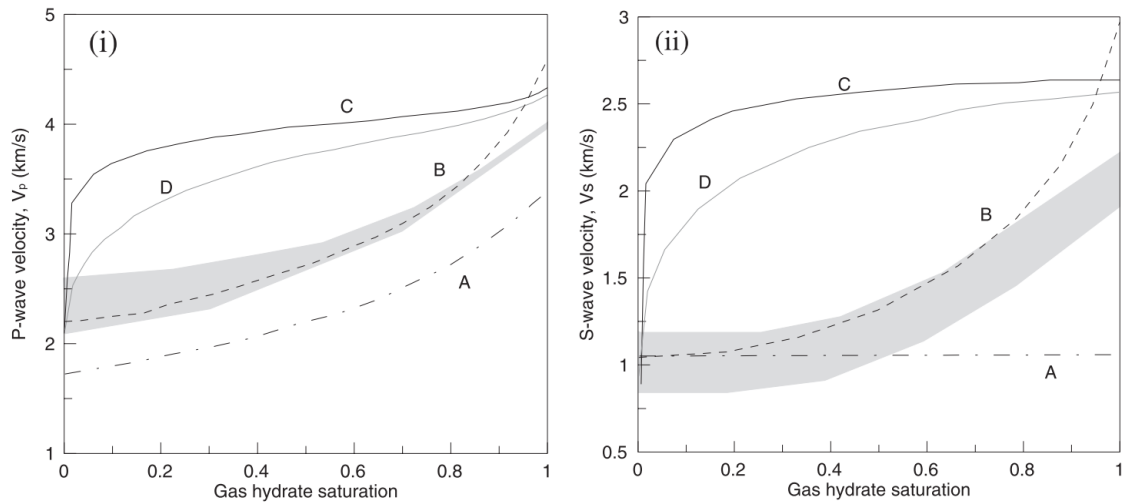 (i)
5
4
3
2
1
P-wave velocity, Vₚ (km/s)
C
D
B
A
0
0.2
0.4
0.6
0.8
1
Gas hydrate saturation
(ii)
3
2.5
2
1.5
1
0.5
S-wave velocity, Vs (km/s)
C
D
B
A
0
0.2
0.4
0.6
0.8
1
Gas hydrate saturation